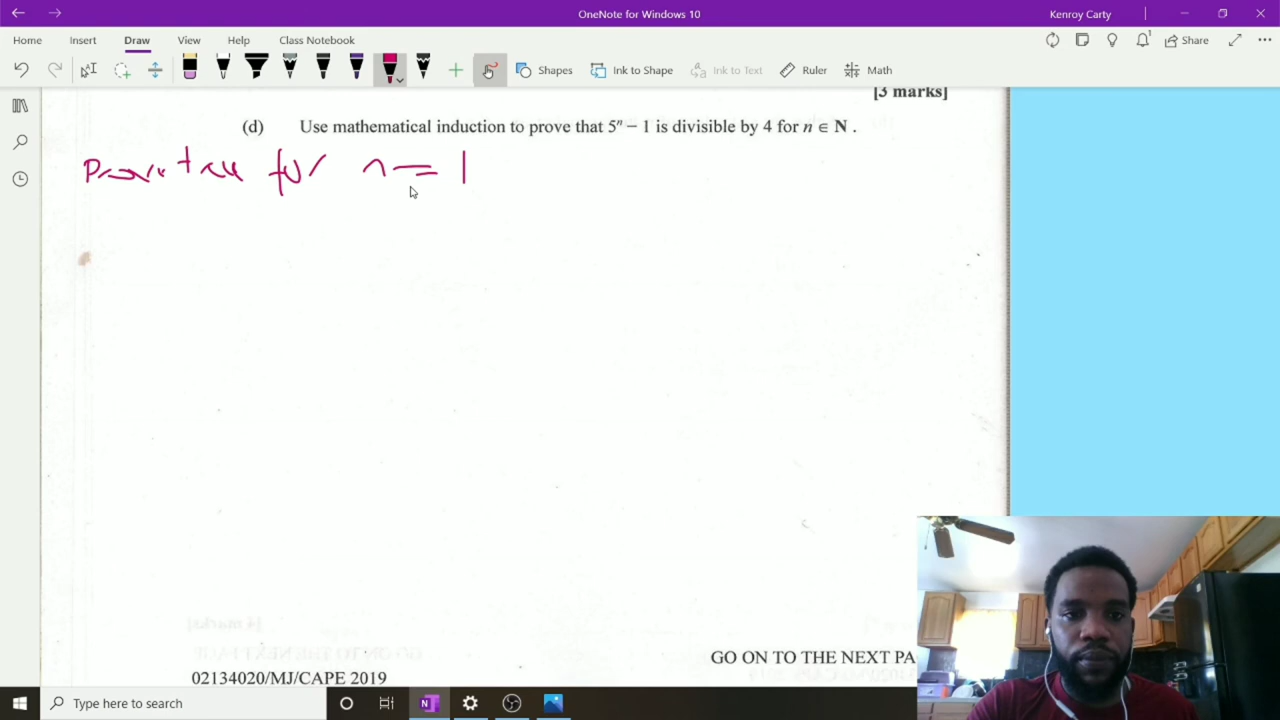 OneNote for Windows 10
Kenroy Carty
Home Insert Draw View Help Class Notebook
Share
Shapes Ink to Shape Ink to Text Ruler Math
[3 marks]
(d) Use mathematical induction to prove that 5ⁿ − 1 is divisible by 4 for n ∈ N .
Prove true for n = 1
GO ON TO THE NEXT PA
02134020/MJ/CAPE 2019
Type here to search